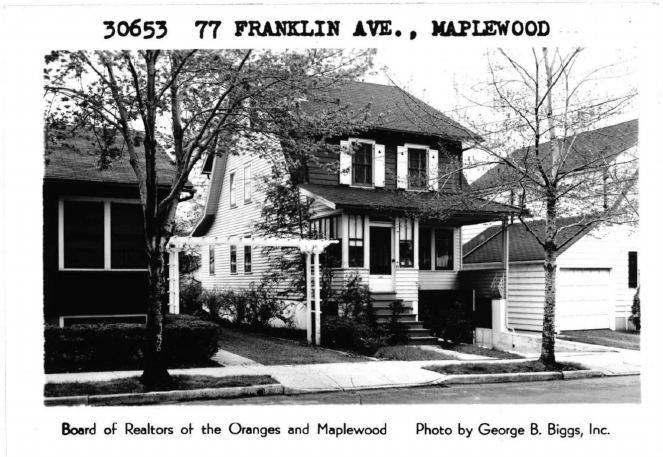 30653 77 FRANKLIN AVE., MAPLEWOOD
Board of Realtors of the Oranges and Maplewood Photo by George B. Biggs, Inc.